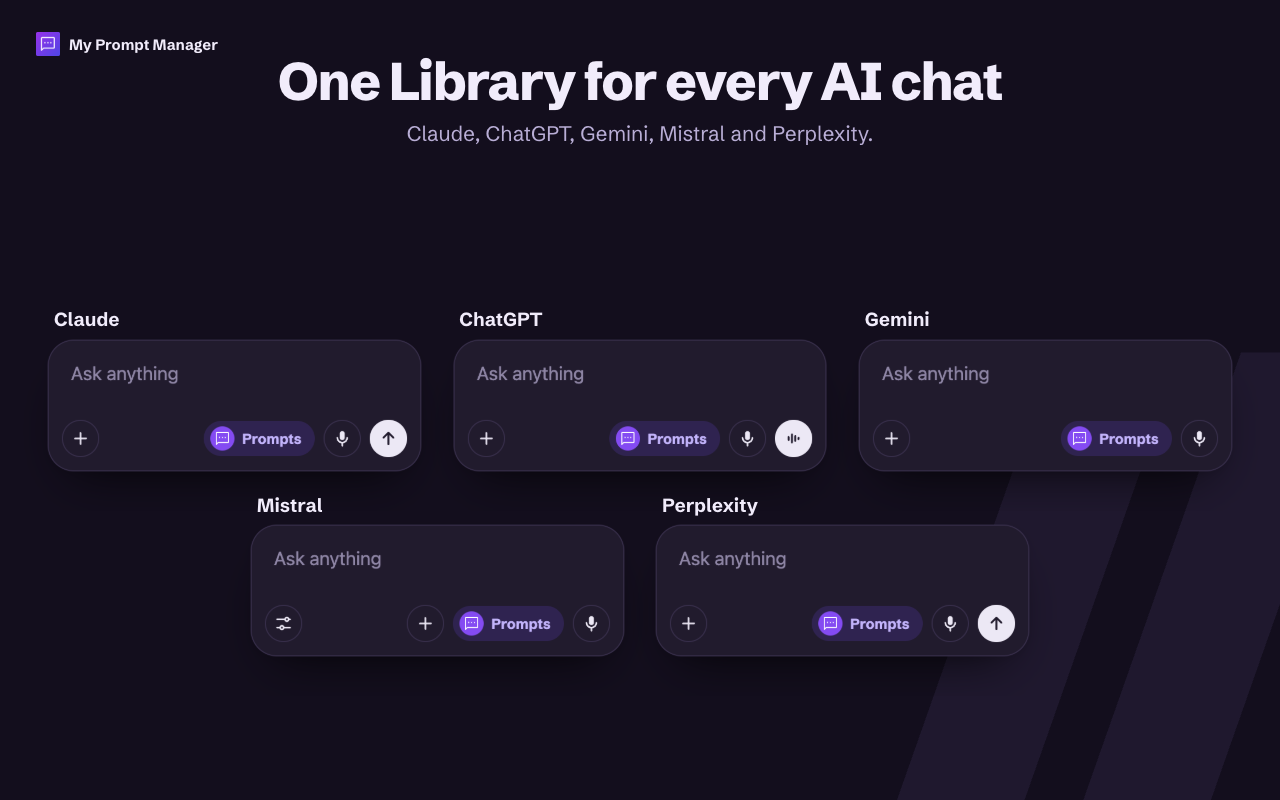 My Prompt Manager
One Library for every AI chat
Claude, ChatGPT, Gemini, Mistral and Perplexity.
Claude
Ask anything
Prompts
ChatGPT
Ask anything
Prompts
Gemini
Ask anything
Prompts
Mistral
Ask anything
Prompts
Perplexity
Ask anything
Prompts